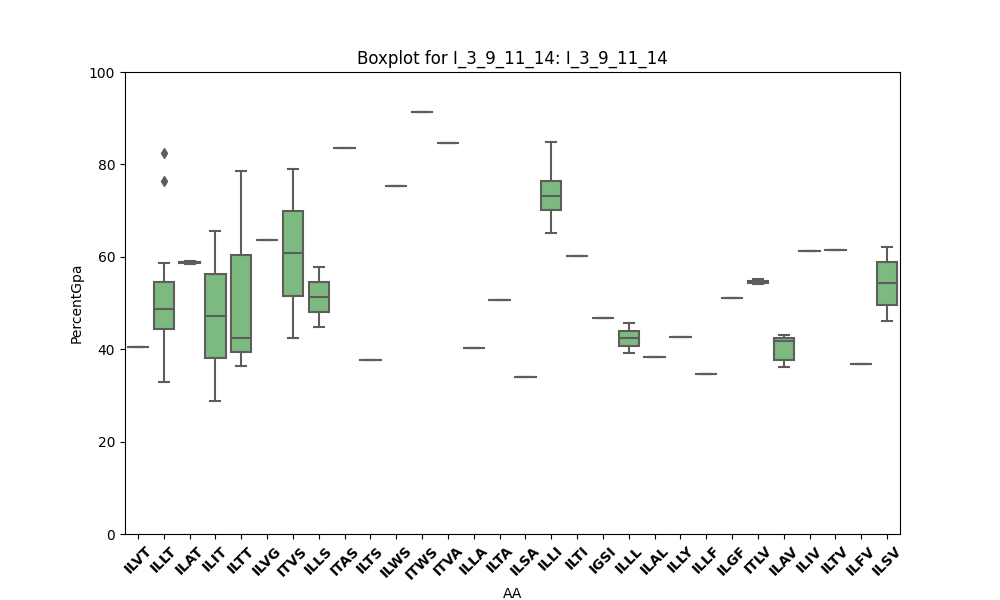 Boxplot for I_3_9_11_14: I_3_9_11_14
PercentGpa
100
80
60
40
20
0
ILVT ILLT ILAT ILIT ILTT ILVG ITVS ILLS ITAS ILTS ILWS ITWS ITVA ILLA ILTA ILSA ILLI ILTI IGSI ILLL ILAL ILLY ILLF ILGF ITLV ILAV ILIV ILTV ILFV ILSV
AA